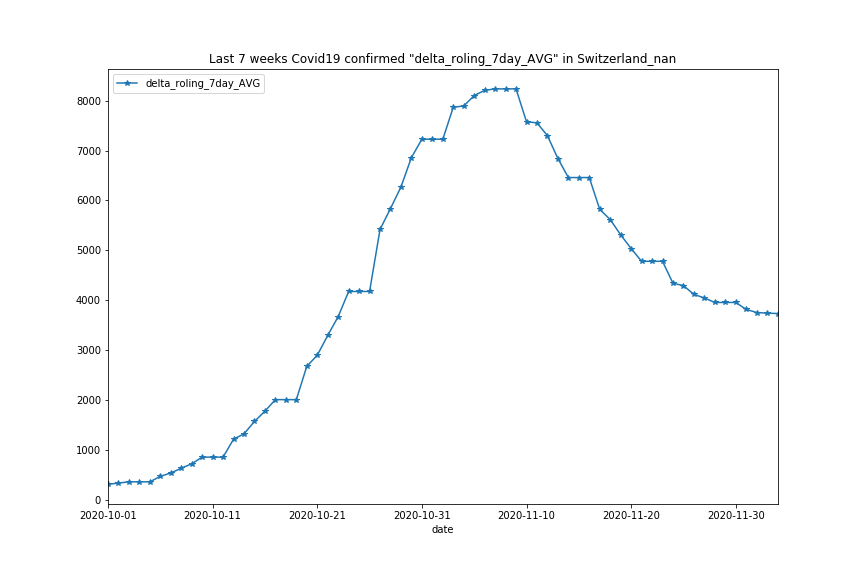 Last 7 weeks Covid19 confirmed "delta_roling_7day_AVG" in Switzerland_nan
delta_roling_7day_AVG
8000
7000
6000
5000
4000
3000
2000
1000
0
2020-10-01 2020-10-11 2020-10-21 2020-10-31 2020-11-10 2020-11-20 2020-11-30
date